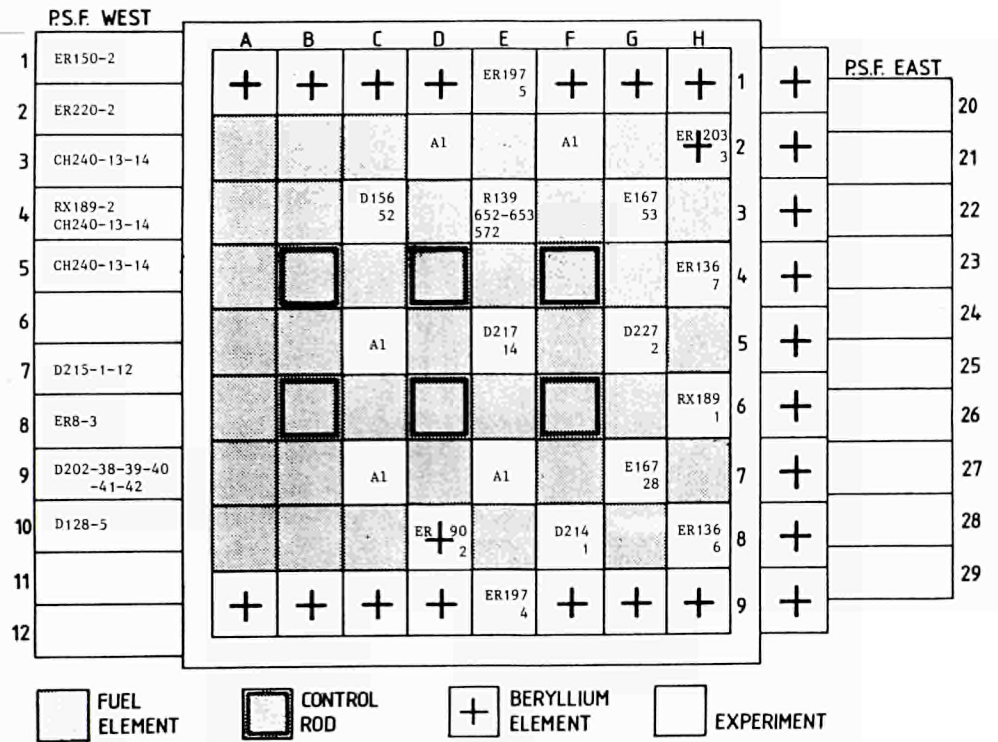 P.S.F. WEST
1 ER150-2
2 ER220-2
3 CH240-13-14
4 RX189-2
CH240-13-14
5 CH240-13-14
6
7 D215-1-12
8 ER8-3
9 D202-38-39-40
-41-42
10 D128-5
11
12
A B C D E F G H
ER197
5
1
Al Al ER 203
3
2
D156
52
R139
652-653
572
E167
53
3
ER136
7
4
Al D217
14
D227
2
5
RX189
1
6
Al Al E167
28
7
ER 90
2
D214
1
ER136
6
8
ER197
4
9
P.S.F. EAST
20
21
22
23
24
25
26
27
28
29
FUEL
ELEMENT
CONTROL
ROD
BERYLLIUM
ELEMENT
EXPERIMENT